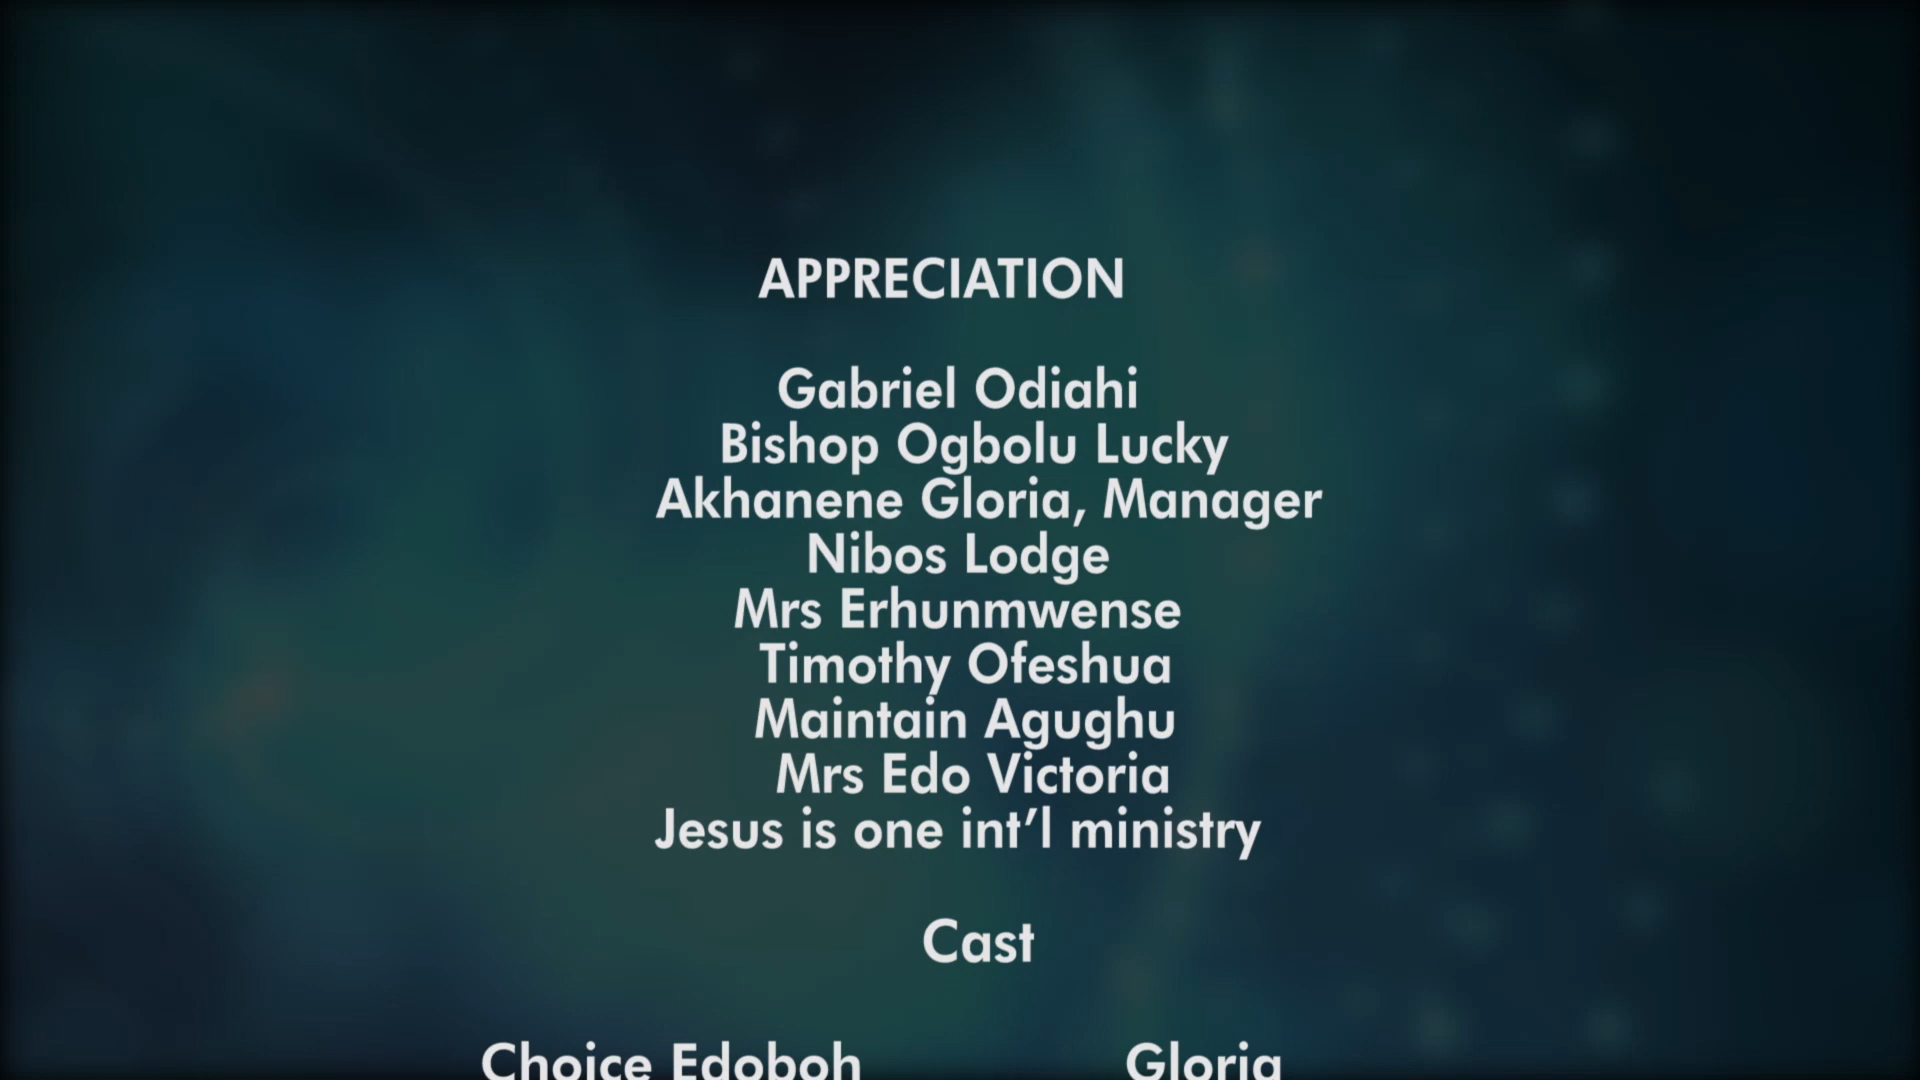 APPRECIATION
Gabriel Odiahi
Bishop Ogbolu Lucky
Akhanene Gloria, Manager
Nibos Lodge
Mrs Erhunmwense
Timothy Ofeshua
Maintain Agughu
Mrs Edo Victoria
Jesus is one int’l ministry
Cast
Choice Edoboh Gloria